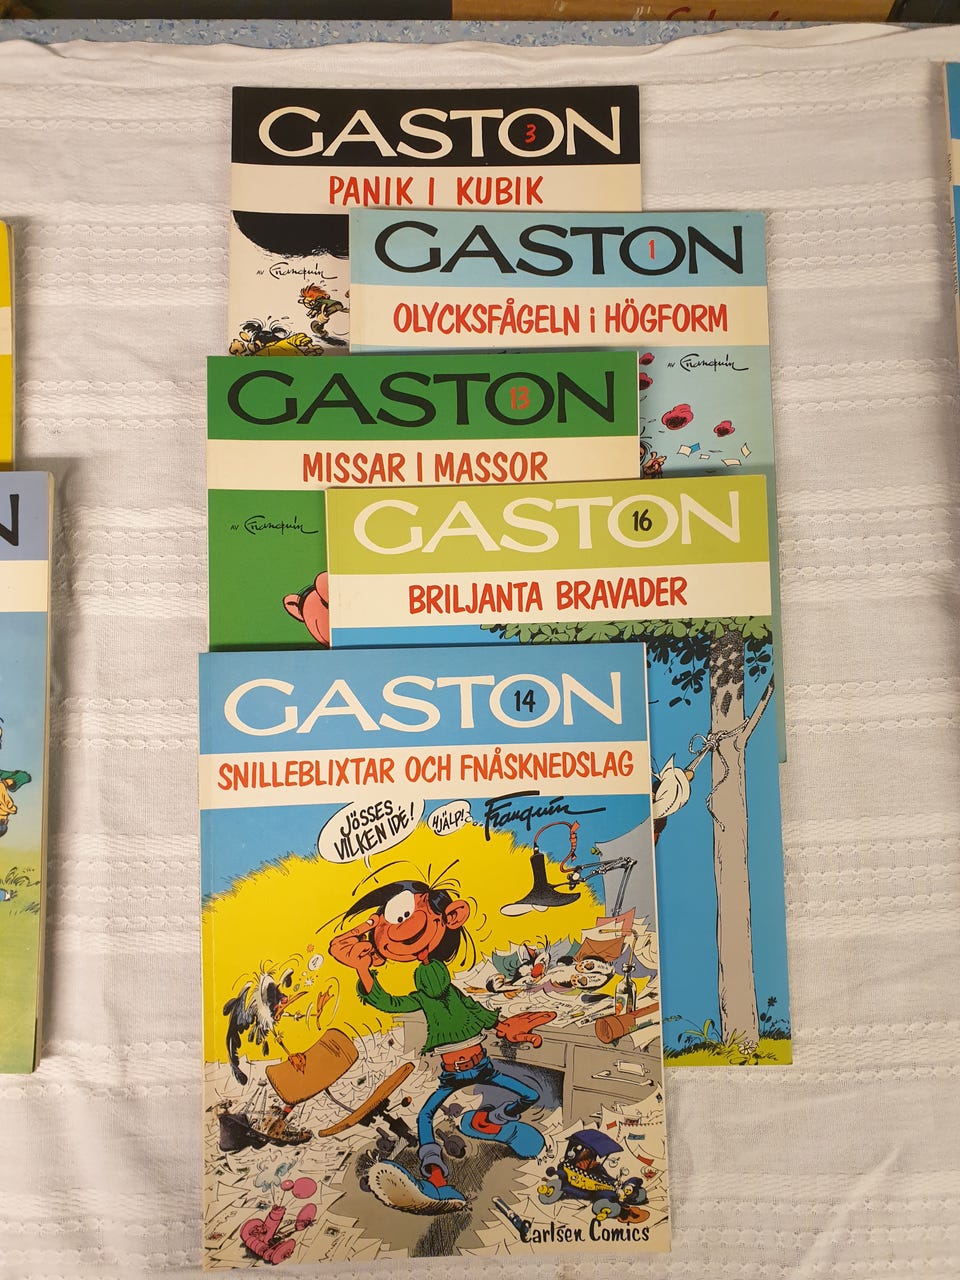 GASTON
3
PANIK I KUBIK
AV Franquin
GASTON
1
OLYCKSFÅGELN i HÖGFORM
AV Franquin
GASTON
13
MISSAR I MASSOR
AV Franquin
GASTON
16
BRILJANTA BRAVADER
GASTON
14
SNILLEBLIXTAR OCH FNÅSKNEDSLAG
JÖSSES
VILKEN IDÉ!
HJÄLP!
Franquin
Carlsen Comics
N